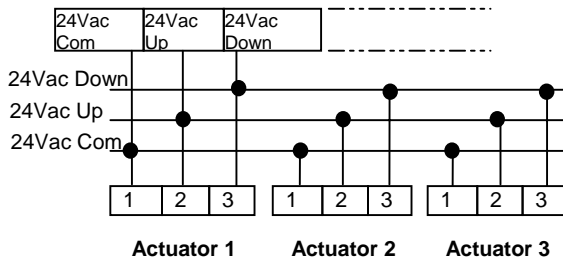 24Vac 24Vac 24Vac
Com Up Down
24Vac Down
24Vac Up
24Vac Com
1 2 3 1 2 3 1 2 3
Actuator 1 Actuator 2 Actuator 3